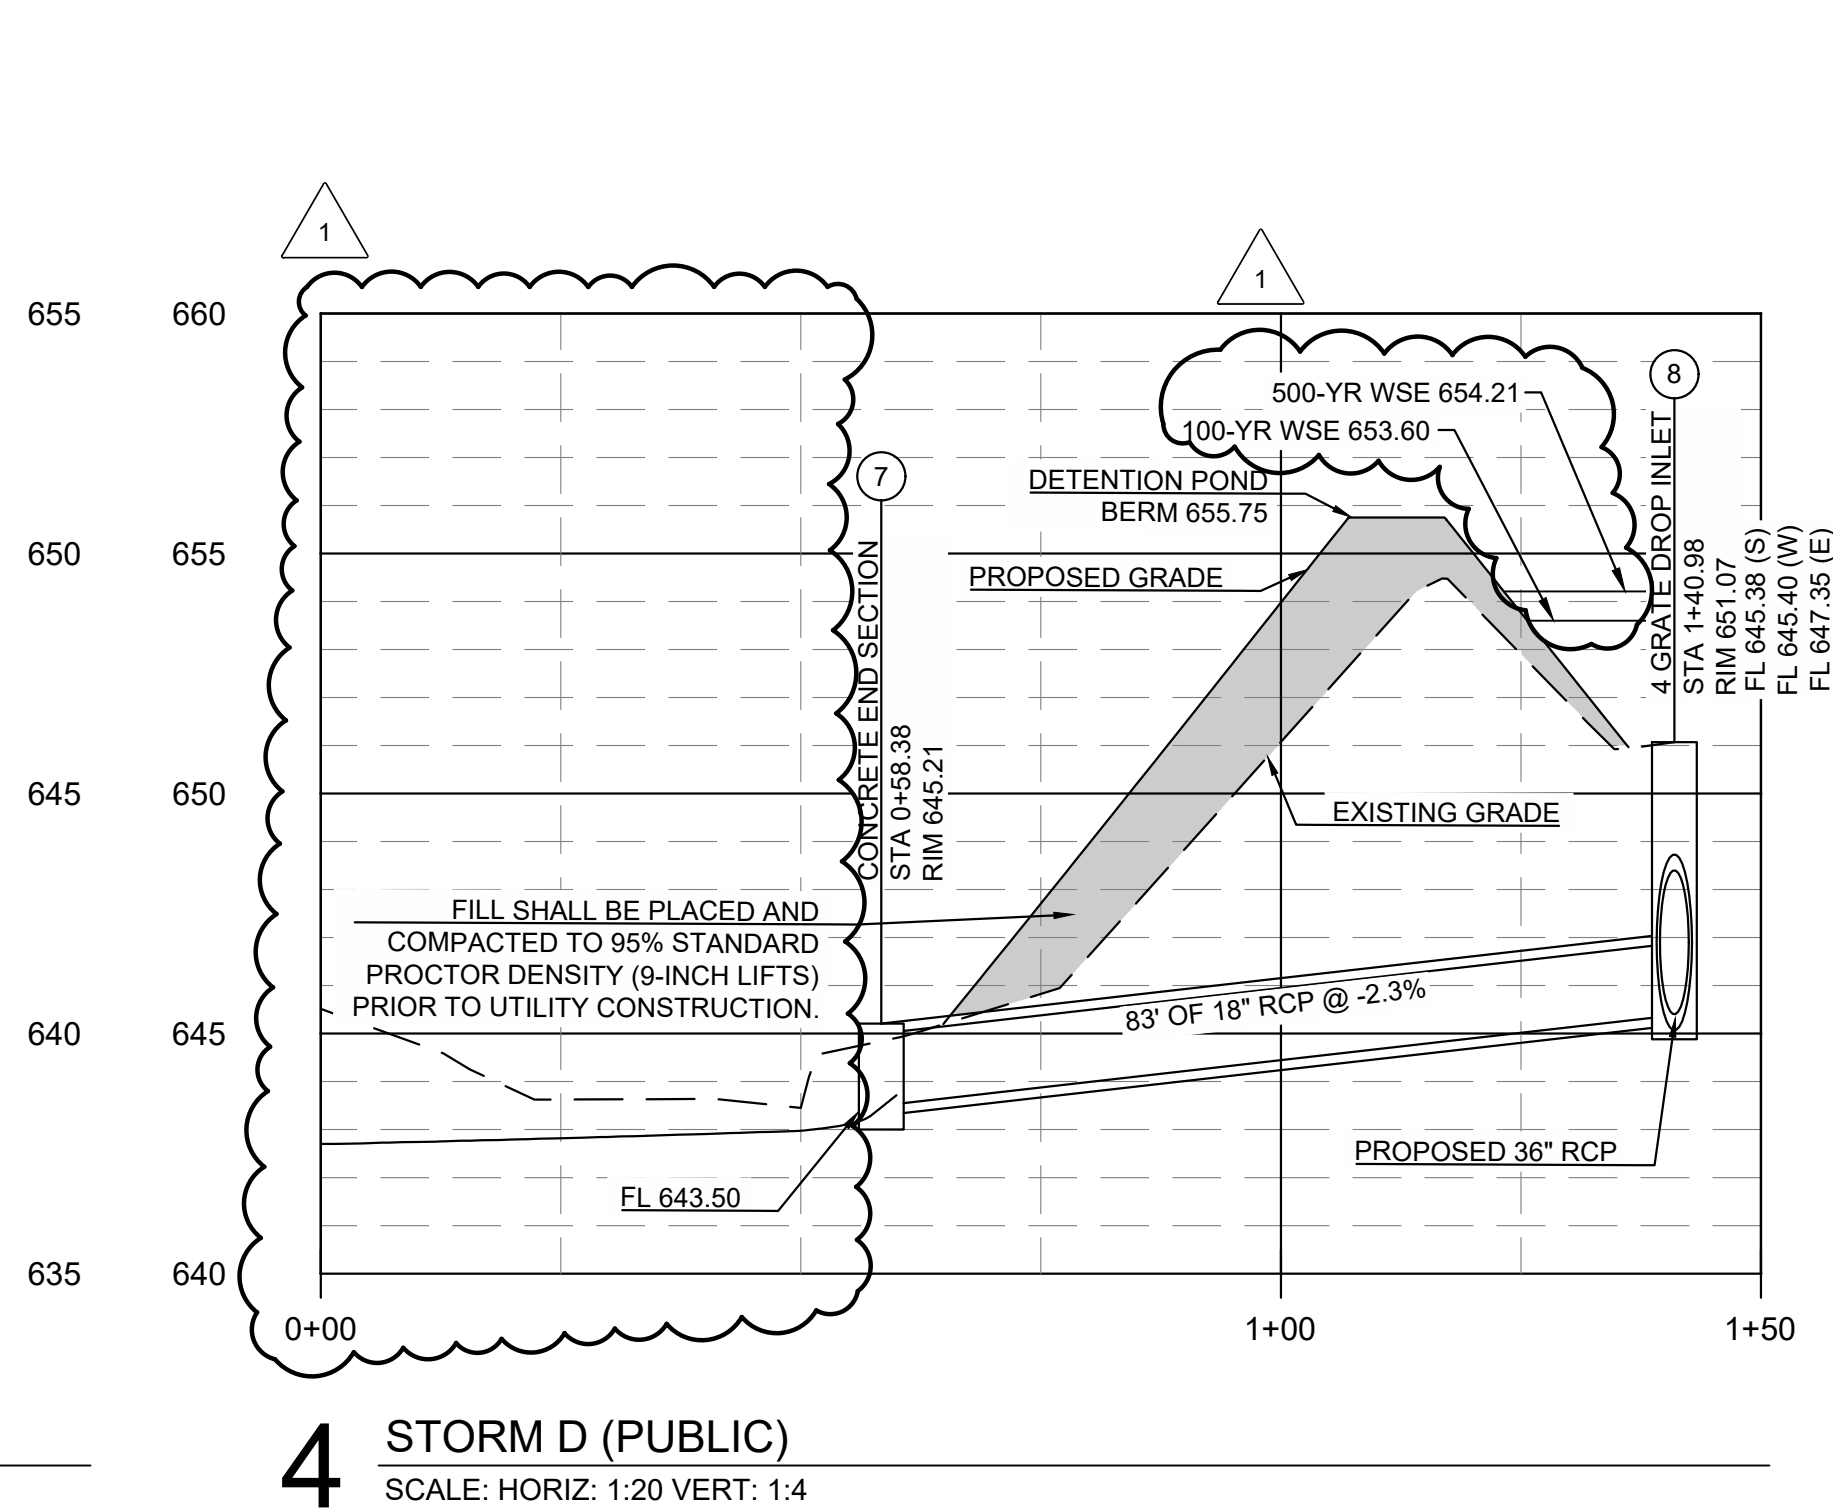 1
1
655
660
650
655
645
650
640
645
635
640
0+00
1+00
1+50
7
CONCRETE END SECTION
STA 0+58.38
RIM 645.21
500-YR WSE 654.21
100-YR WSE 653.60
DETENTION POND
BERM 655.75
PROPOSED GRADE
8
4 GRATE DROP INLET
STA 1+40.98
RIM 651.07
FL 645.38 (S)
FL 645.40 (W)
FL 647.35 (E)
EXISTING GRADE
FILL SHALL BE PLACED AND
COMPACTED TO 95% STANDARD
PROCTOR DENSITY (9-INCH LIFTS)
PRIOR TO UTILITY CONSTRUCTION.
83' OF 18" RCP @ -2.3%
PROPOSED 36" RCP
FL 643.50
4
STORM D (PUBLIC)
SCALE: HORIZ: 1:20 VERT: 1:4